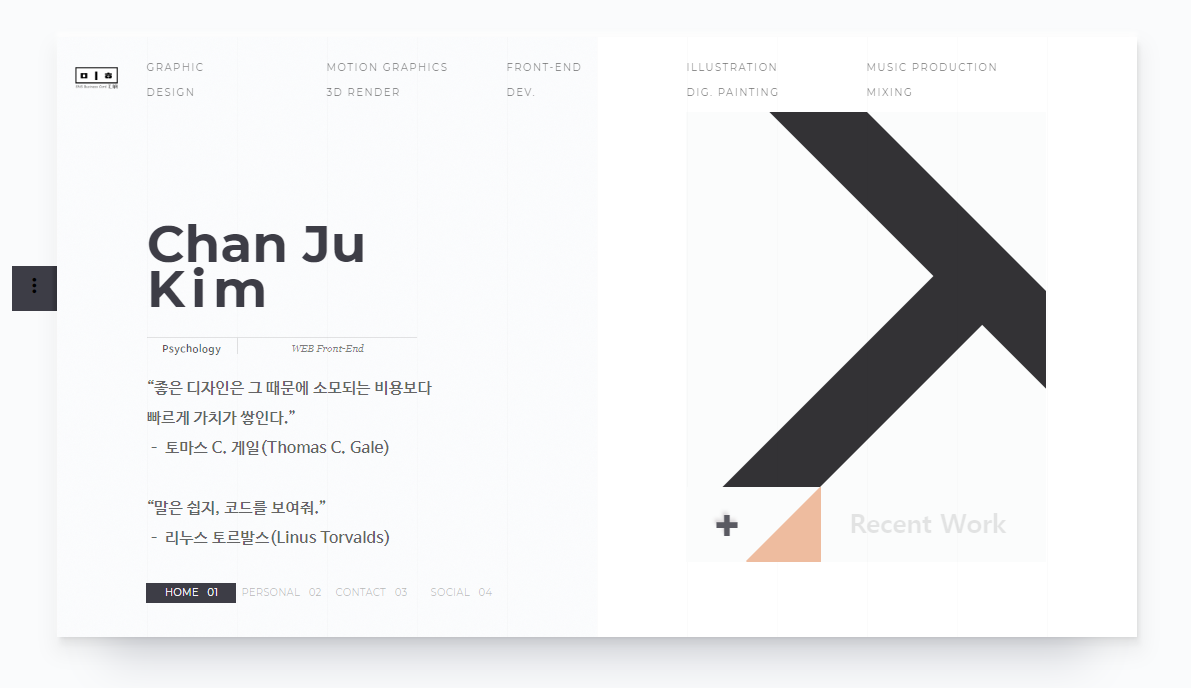 GRAPHIC
DESIGN
MOTION GRAPHICS
3D RENDER
FRONT-END
DEV.
ILLUSTRATION
DIG. PAINTING
MUSIC PRODUCTION
MIXING
Chan Ju
Kim
Psychology
WEB Front-End
“좋은 디자인은 그 때문에 소모되는 비용보다
빠르게 가치가 쌓인다.”
- 토마스 C. 게일(Thomas C. Gale)
“말은 쉽지, 코드를 보여줘.”
- 리누스 토르발스(Linus Torvalds)
Recent Work
HOME 01 PERSONAL 02 CONTACT 03 SOCIAL 04